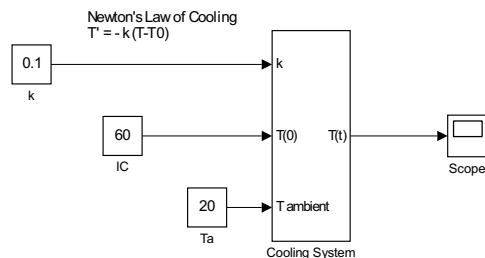 Newton's Law of Cooling
T' = - k (T-T0)
0.1
k
k
60
IC
T(0)
T(t)
Scope
20
Ta
T ambient
Cooling System